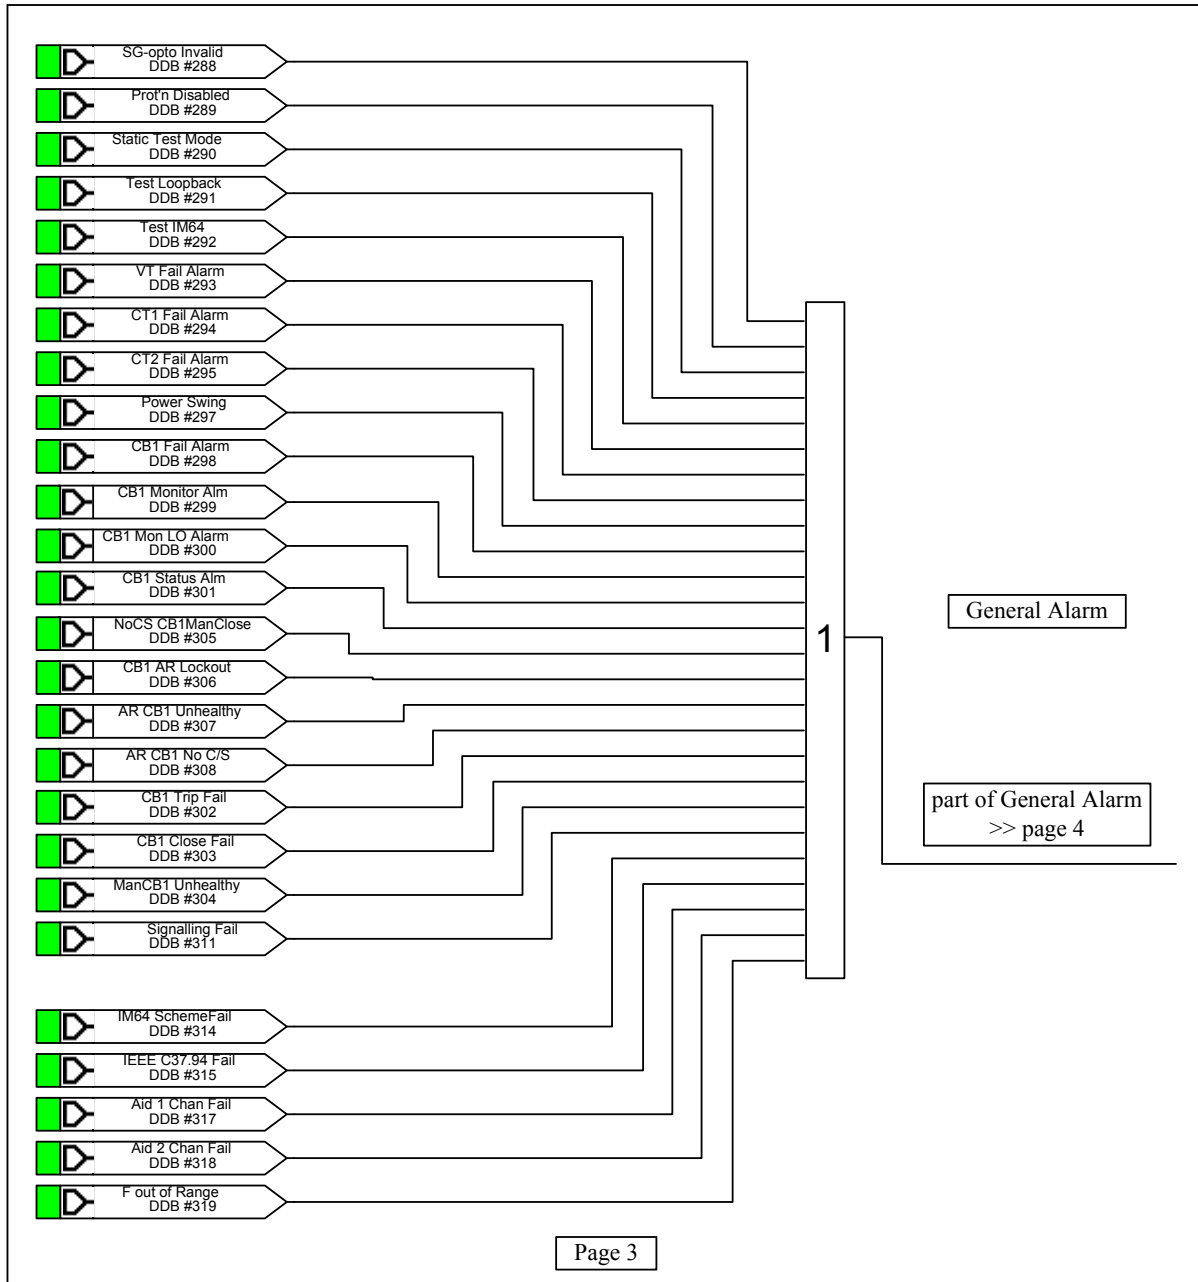 SG-opto Invalid
DDB #288
Prot'n Disabled
DDB #289
Static Test Mode
DDB #290
Test Loopback
DDB #291
Test IM64
DDB #292
VT Fail Alarm
DDB #293
CT1 Fail Alarm
DDB #294
CT2 Fail Alarm
DDB #295
Power Swing
DDB #297
CB1 Fail Alarm
DDB #298
CB1 Monitor Alm
DDB #299
CB1 Mon LO Alarm
DDB #300
CB1 Status Alm
DDB #301
NoCS CB1ManClose
DDB #305
CB1 AR Lockout
DDB #306
AR CB1 Unhealthy
DDB #307
AR CB1 No C/S
DDB #308
CB1 Trip Fail
DDB #302
CB1 Close Fail
DDB #303
ManCB1 Unhealthy
DDB #304
Signalling Fail
DDB #311
IM64 SchemeFail
DDB #314
IEEE C37.94 Fail
DDB #315
Aid 1 Chan Fail
DDB #317
Aid 2 Chan Fail
DDB #318
F out of Range
DDB #319
1
General Alarm
part of General Alarm
>> page 4
Page 3